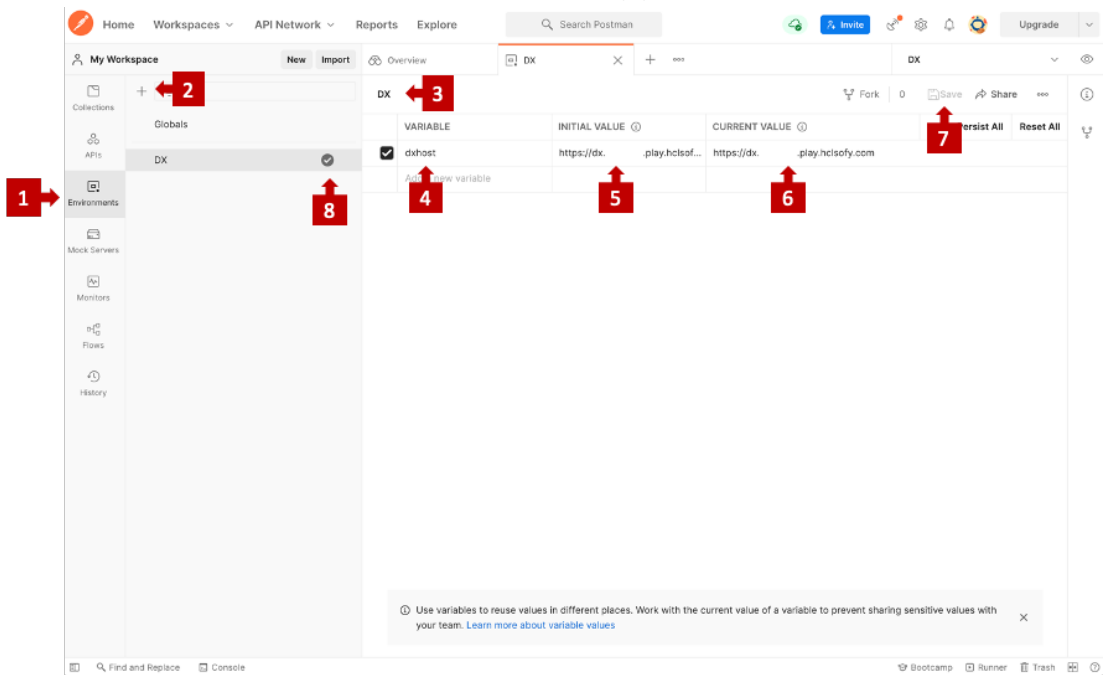 Home Workspaces API Network Reports Explore Search Postman Invite Upgrade
My Workspace New Import Overview DX DX
Collections 2 DX 3 Fork 0 Save Share
Globals VARIABLE INITIAL VALUE CURRENT VALUE 7 Persist All Reset All
APIs DX dxhost https://dx. .play.hclsof... https://dx. .play.hclsofy.com
1 Environments 8 new variable 4 5 6
Mock Servers
Monitors
Flows
History
Use variables to reuse values in different places. Work with the current value of a variable to prevent sharing sensitive values with
your team. Learn more about variable values
Find and Replace Console Bootcamp Runner Trash